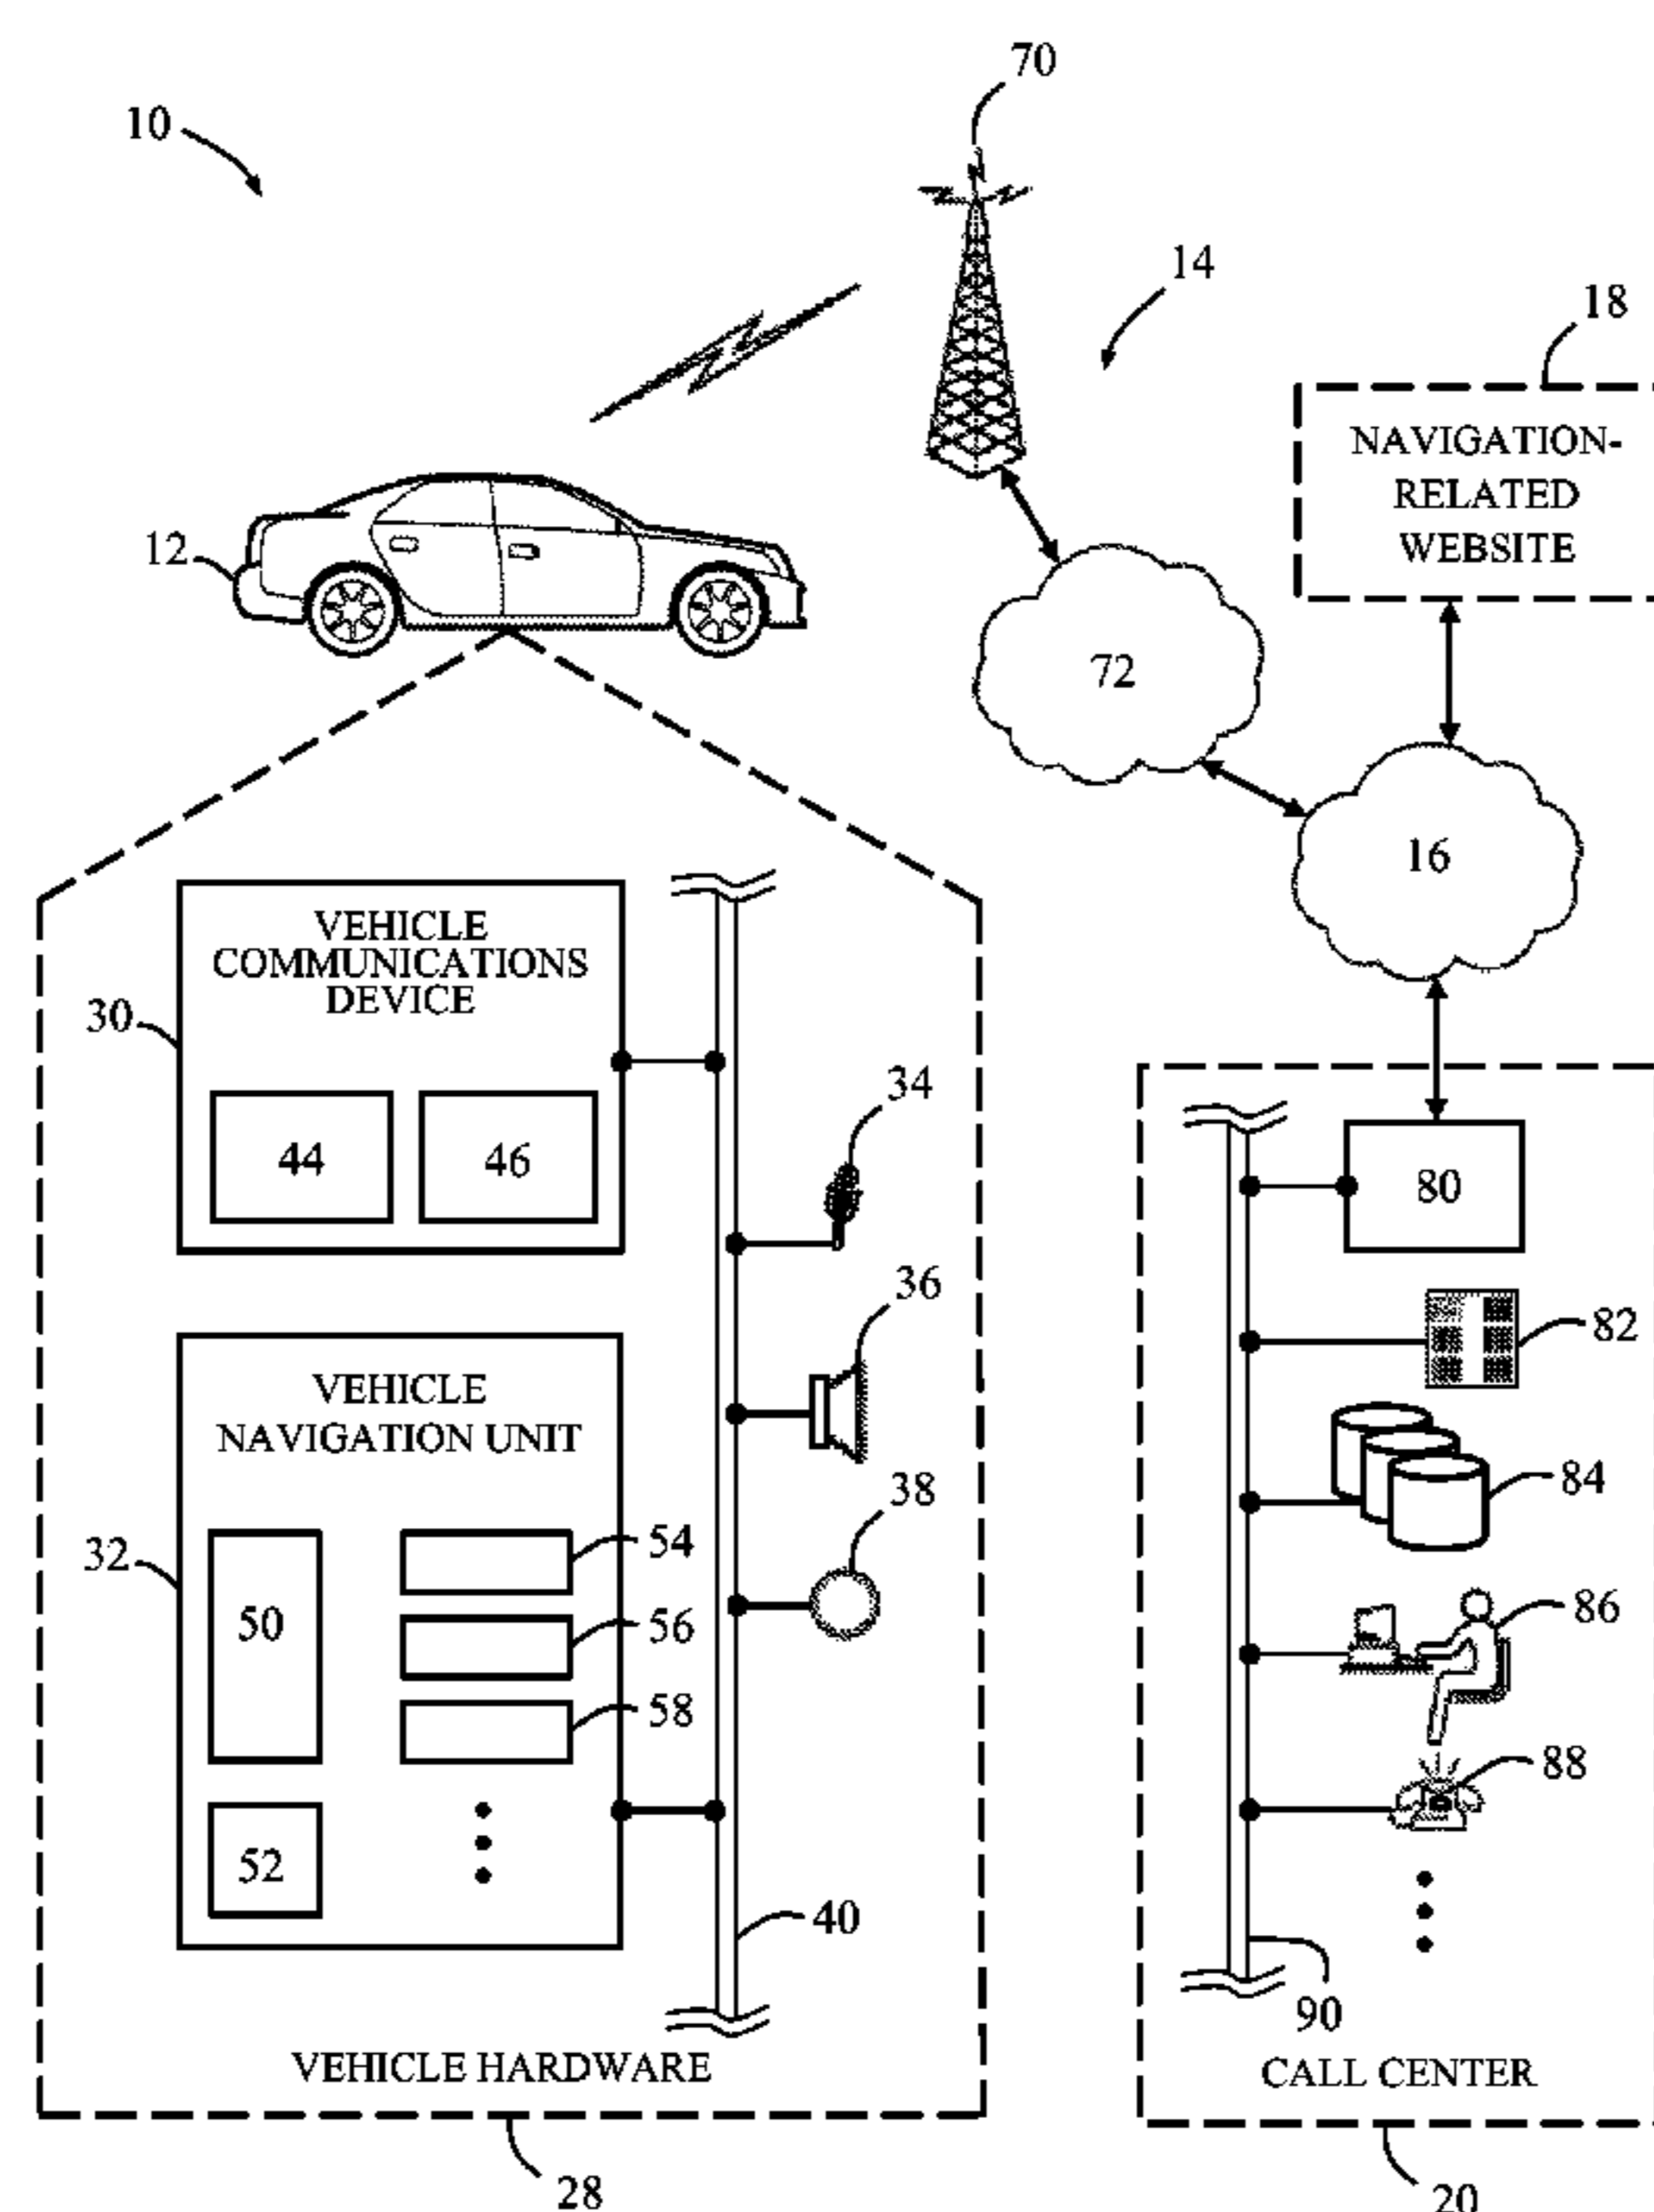 70
10
14
18
NAVIGATION-
RELATED
WEBSITE
12
72
16
VEHICLE
COMMUNICATIONS
DEVICE
30
44
46
34
80
36
82
VEHICLE
NAVIGATION UNIT
38
84
32
50
54
56
58
86
88
52
40
90
VEHICLE HARDWARE
CALL CENTER
28
20